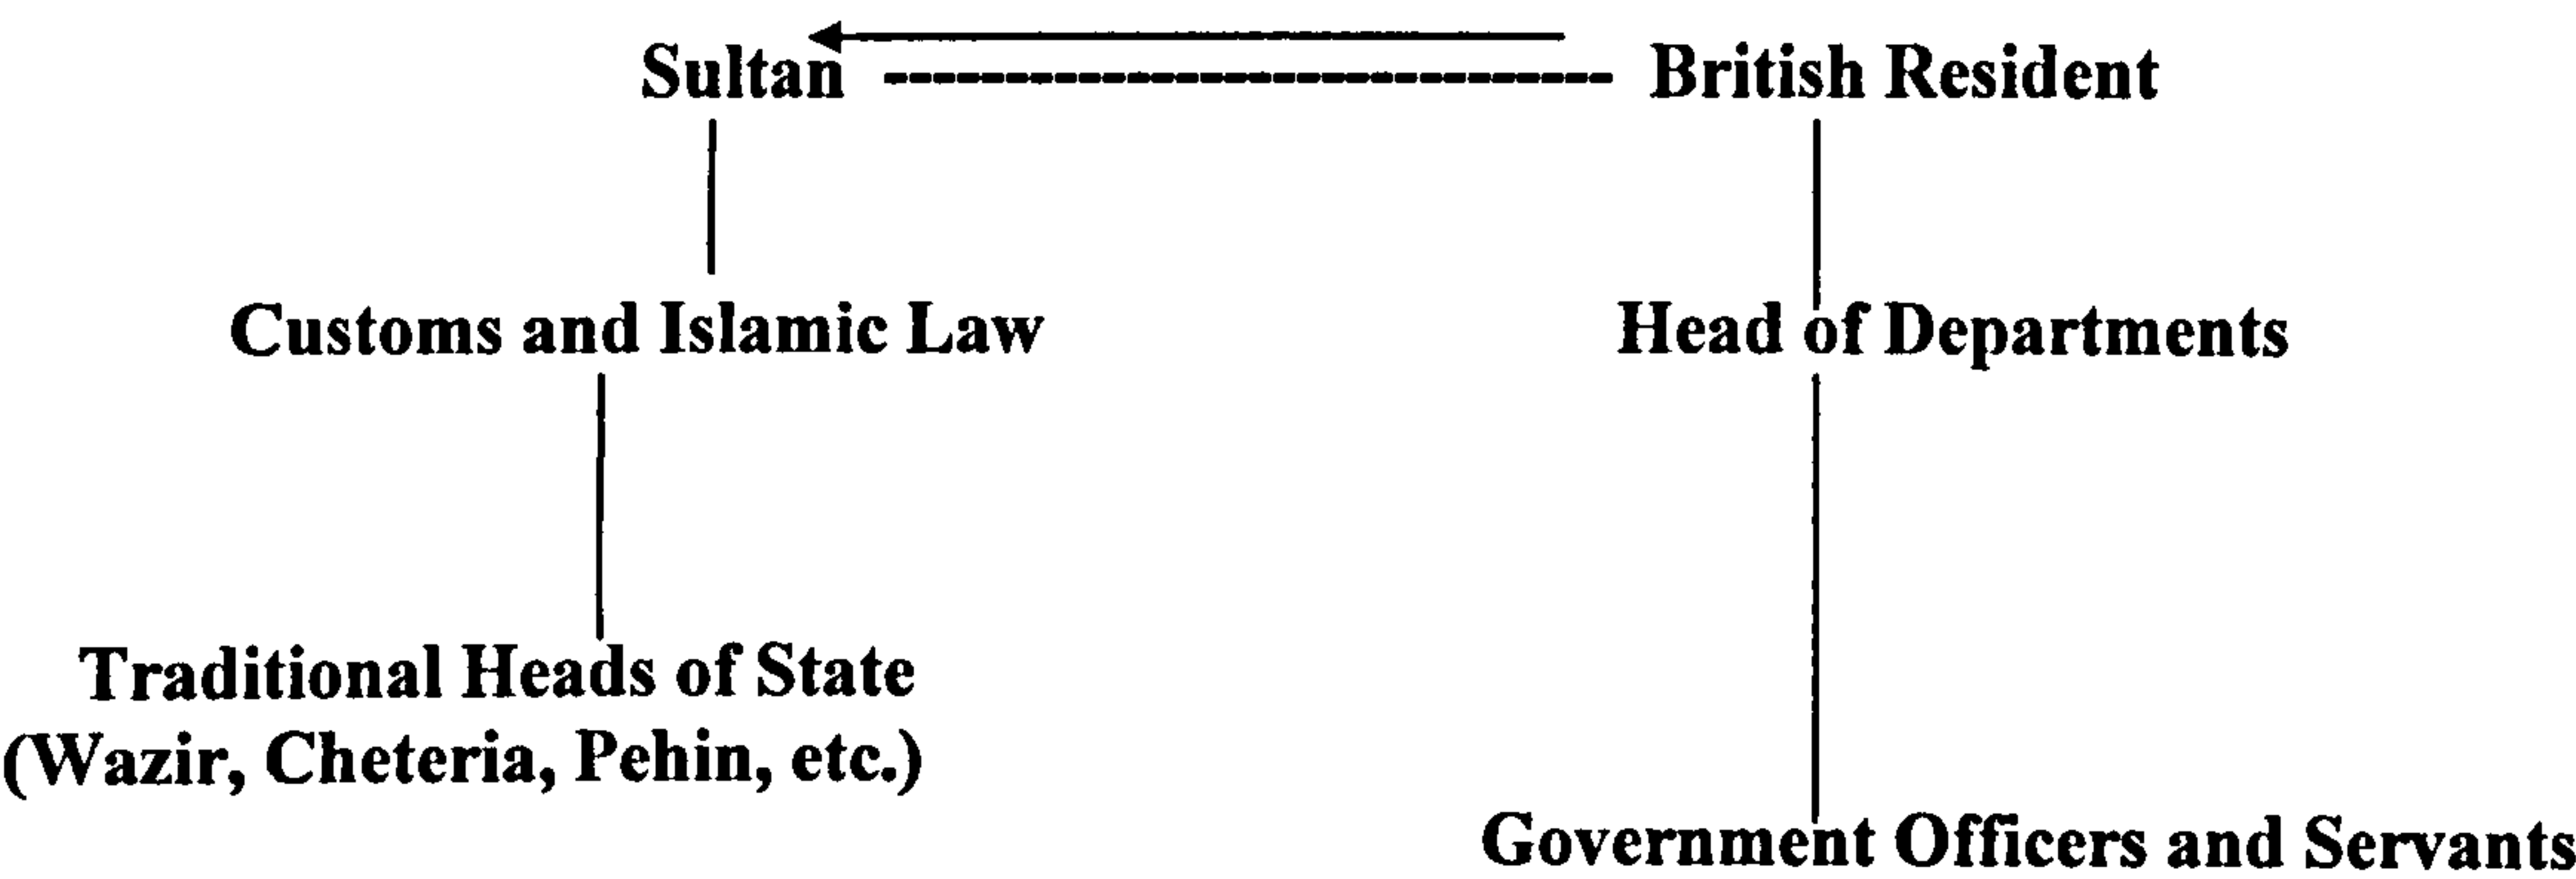 Sultan
British Resident
Customs and Islamic Law
Head of Departments
Traditional Heads of State
(Wazir, Cheteria, Pehin, etc.)
Government Officers and Servants